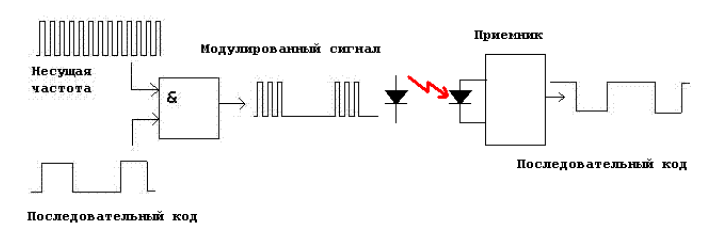 Приемник
Модулированный сигнал
Несущая
частота
&
Последовательный код
Последовательный код